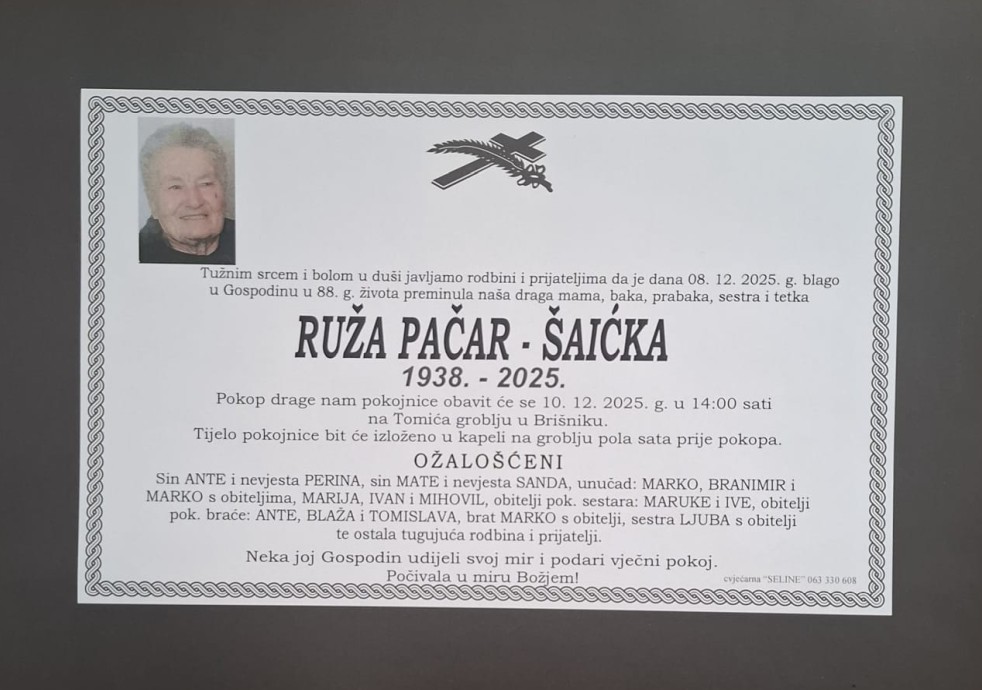 Tužnim srcem i bolom u duši javljamo rodbini i prijateljima da je dana 08. 12. 2025. g. blago
u Gospodinu u 88. g. života preminula naša draga mama, baka, prabaka, sestra i tetka
RUŽA PAČAR - ŠAIĆKA
1938. - 2025.
Pokop drage nam pokojnice obavit će se 10. 12. 2025. g. u 14:00 sati
na Tomića groblju u Brišniku.
Tijelo pokojnice bit će izloženo u kapeli na groblju pola sata prije pokopa.
OŽALOŠĆENI
Sin ANTE i nevjesta PERINA, sin MATE i nevjesta SANDA, unučad: MARKO, BRANIMIR i
MARKO s obiteljima, MARIJA, IVAN i MIHOVIL, obitelji pok. sestara: MARUKE i IVE, obitelji
pok. braće: ANTE, BLAŽA i TOMISLAVA, brat MARKO s obitelji, sestra LJUBA s obitelji
te ostala tugujuća rodbina i prijatelji.
Neka joj Gospodin udijeli svoj mir i podari vječni pokoj.
Počivala u miru Božjem!
cvjećarna "SELINE" 063 330 608